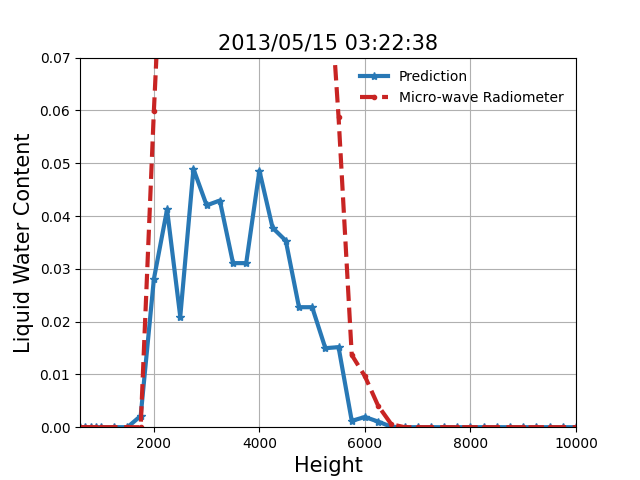 2013/05/15 03:22:38
Prediction
Micro-wave Radiometer
Liquid Water Content
0.07
0.06
0.05
0.04
0.03
0.02
0.01
0.00
2000 4000 6000 8000 10000
Height